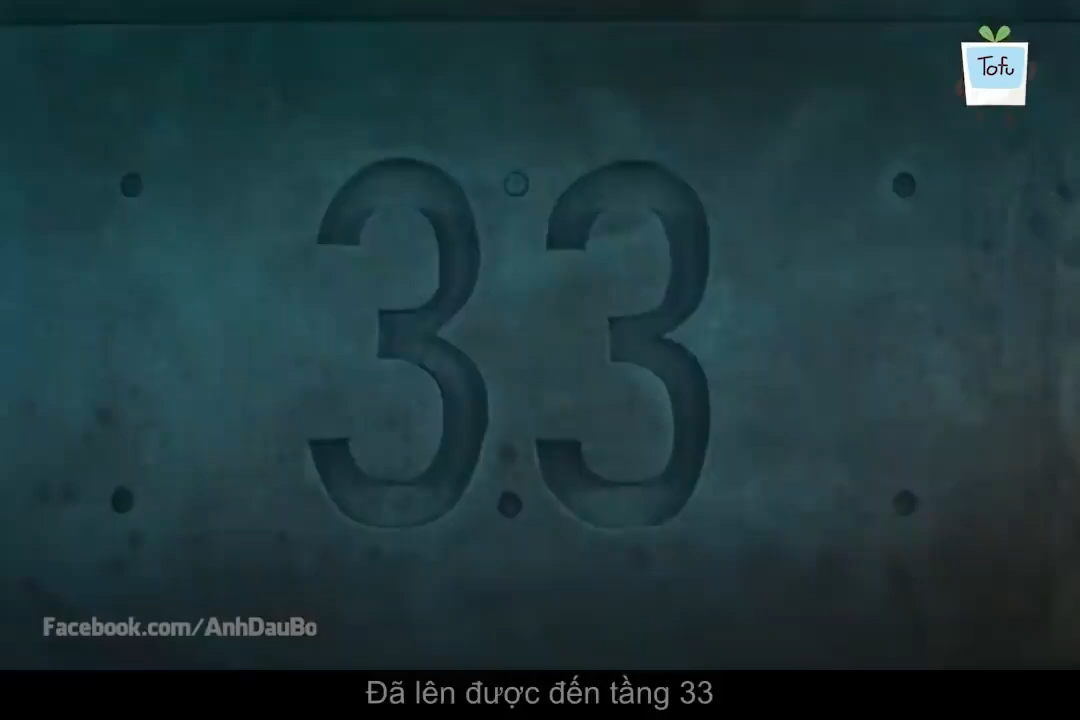 Tofu
33
Facebook.com/AnhDauBo
Đã lên được đến tầng 33